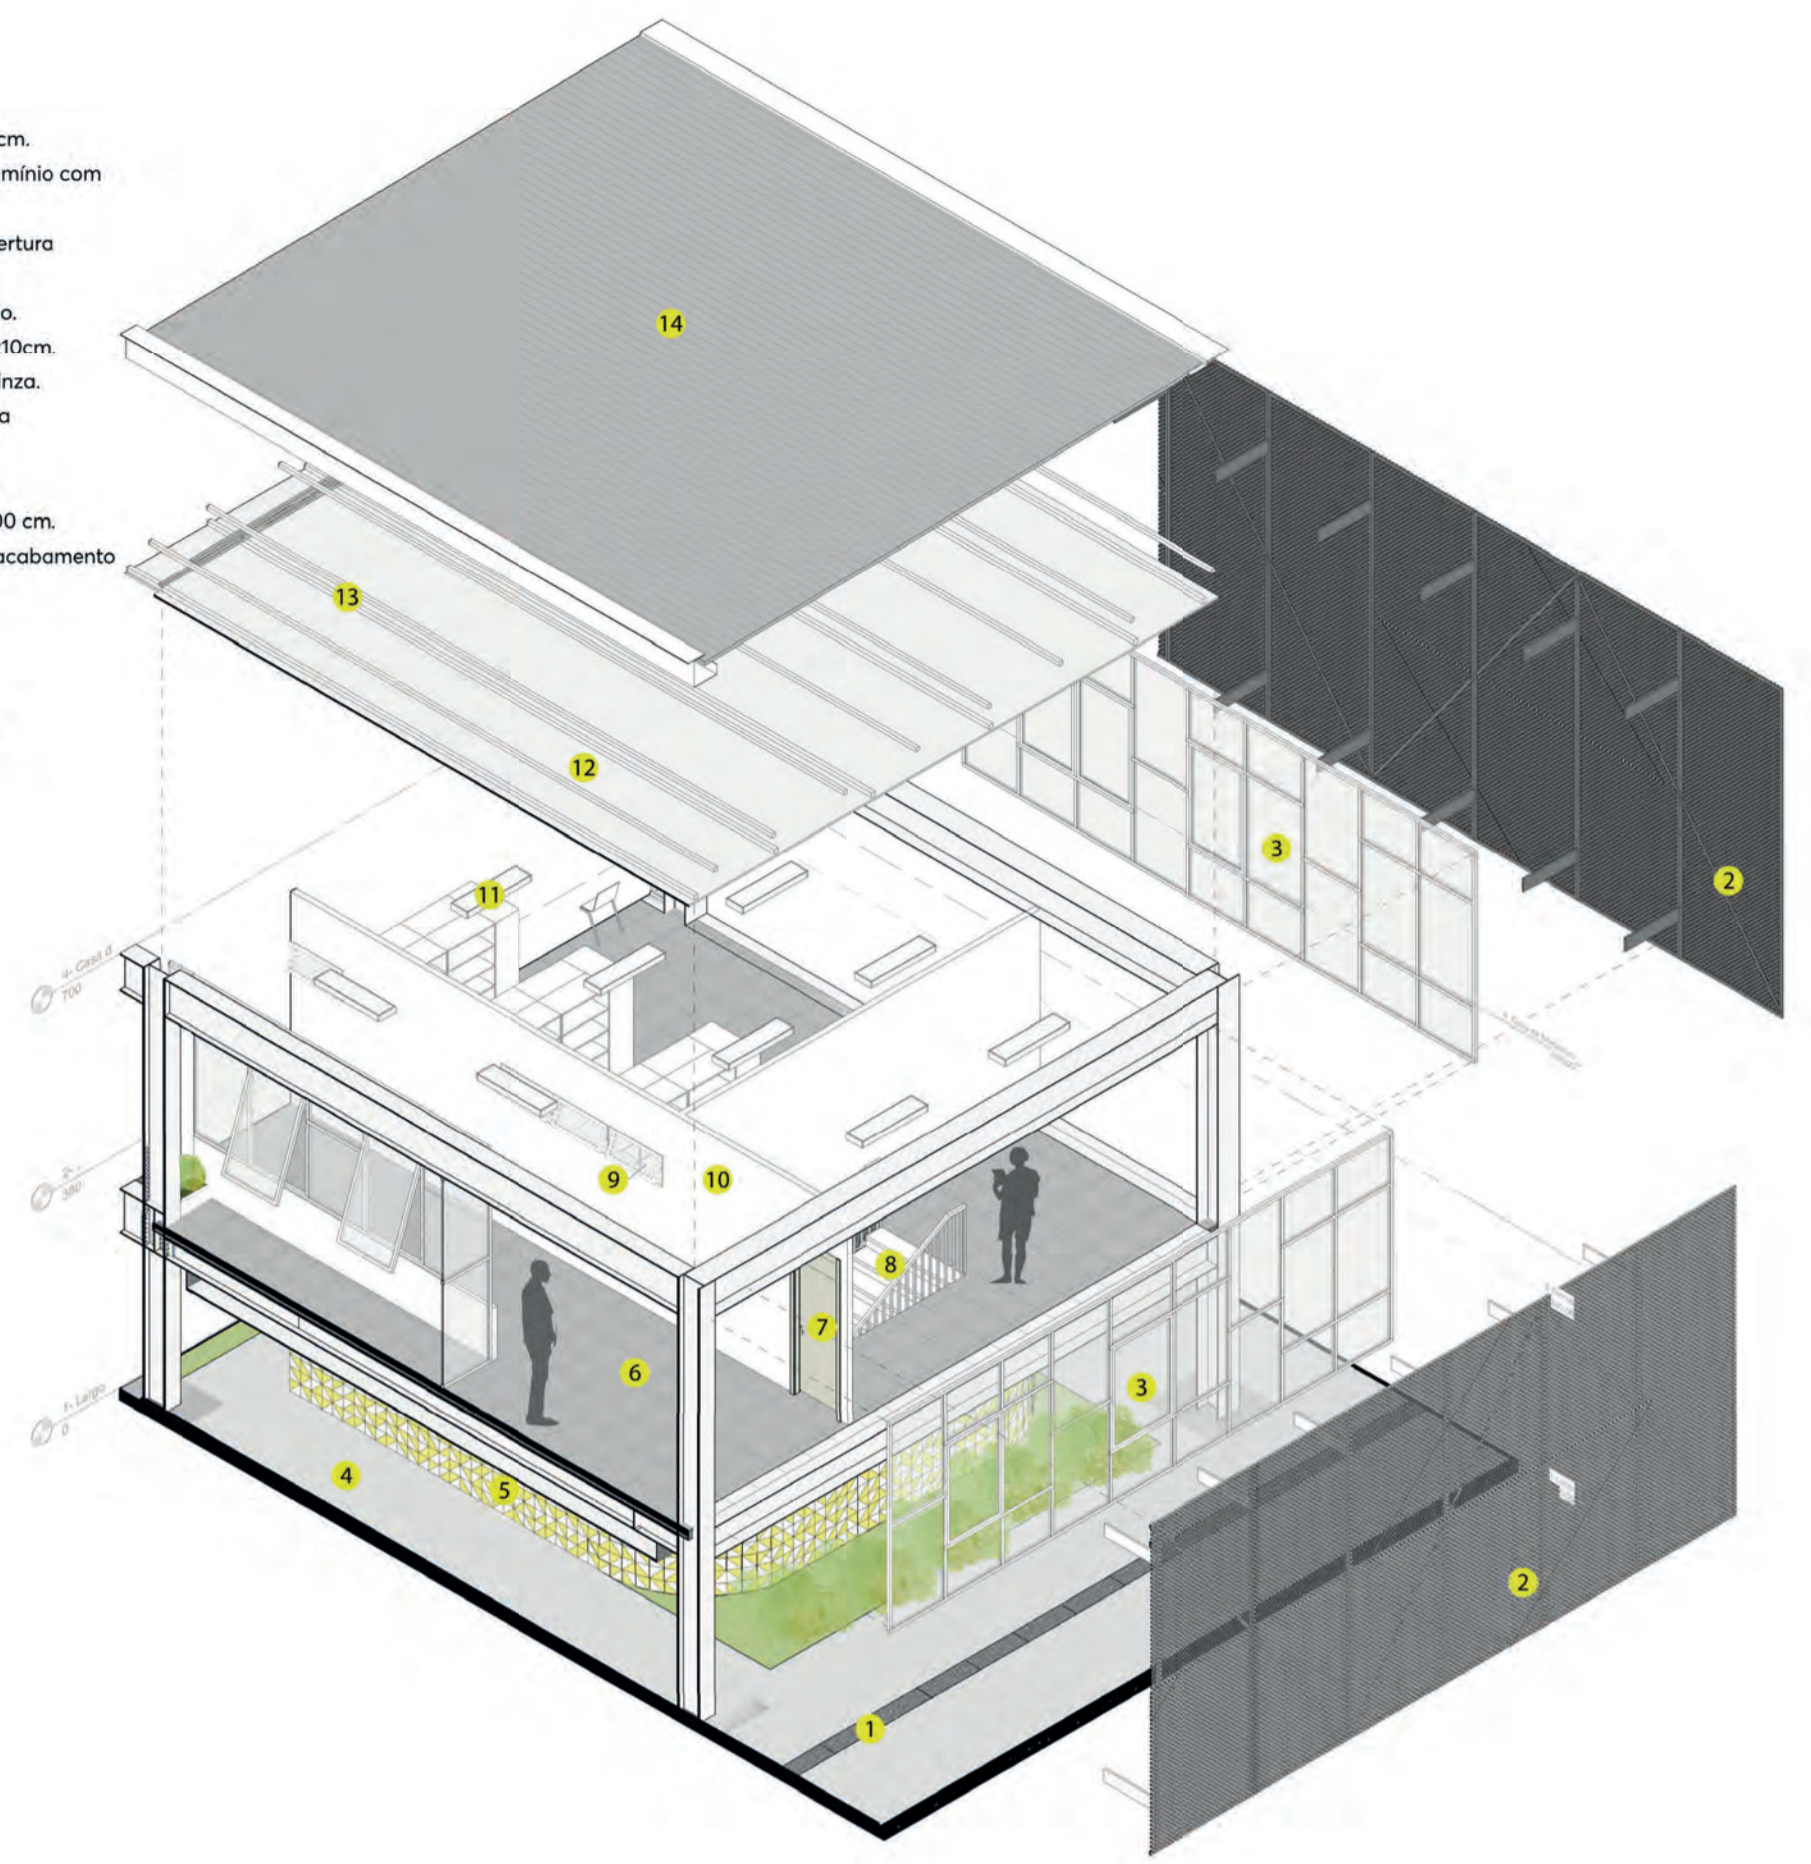 cm.
mínio com
ertura
o.
10cm.
nza.
a
00 cm.
acabamento
14
13
12
11
3
2
4- Casa d
700
2-
380
9
10
8
7
6
3
1- Largo
0
4
5
2
1